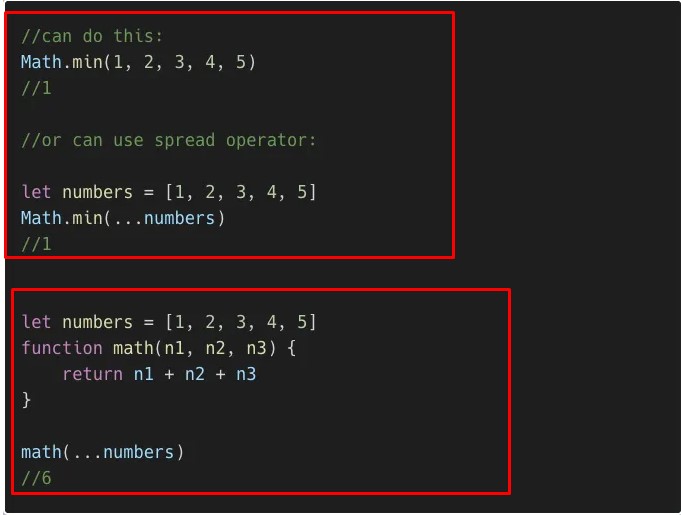 //can do this:
Math.min(1, 2, 3, 4, 5)
//1
//or can use spread operator:
let numbers = [1, 2, 3, 4, 5]
Math.min(...numbers)
//1
let numbers = [1, 2, 3, 4, 5]
function math(n1, n2, n3) {
    return n1 + n2 + n3
}
math(...numbers)
//6